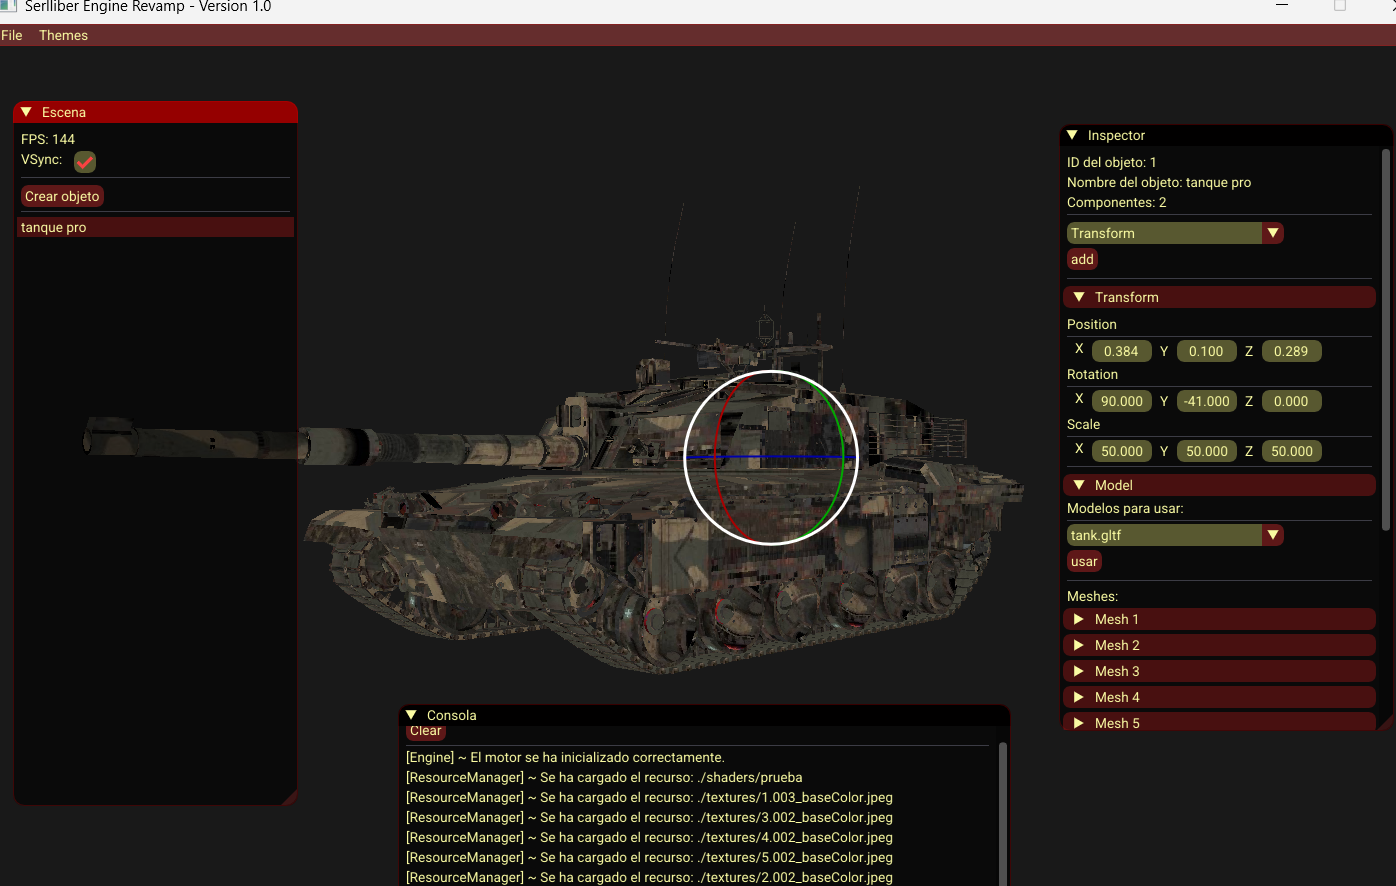 Serlliber Engine Revamp - Version 1.0
File Themes
Escena
FPS: 144
VSync:
Crear objeto
tanque pro
Inspector
ID del objeto: 1
Nombre del objeto: tanque pro
Componentes: 2
Transform
add
Transform
Position
X 0.384 Y 0.100 Z 0.289
Rotation
X 90.000 Y -41.000 Z 0.000
Scale
X 50.000 Y 50.000 Z 50.000
Model
Modelos para usar:
tank.gltf
usar
Meshes:
Mesh 1
Mesh 2
Mesh 3
Mesh 4
Mesh 5
Consola
Clear
[Engine] ~ El motor se ha inicializado correctamente.
[ResourceManager] ~ Se ha cargado el recurso: ./shaders/prueba
[ResourceManager] ~ Se ha cargado el recurso: ./textures/1.003_baseColor.jpeg
[ResourceManager] ~ Se ha cargado el recurso: ./textures/3.002_baseColor.jpeg
[ResourceManager] ~ Se ha cargado el recurso: ./textures/4.002_baseColor.jpeg
[ResourceManager] ~ Se ha cargado el recurso: ./textures/5.002_baseColor.jpeg
[ResourceManager] ~ Se ha cargado el recurso: ./textures/2.002_baseColor.jpeg